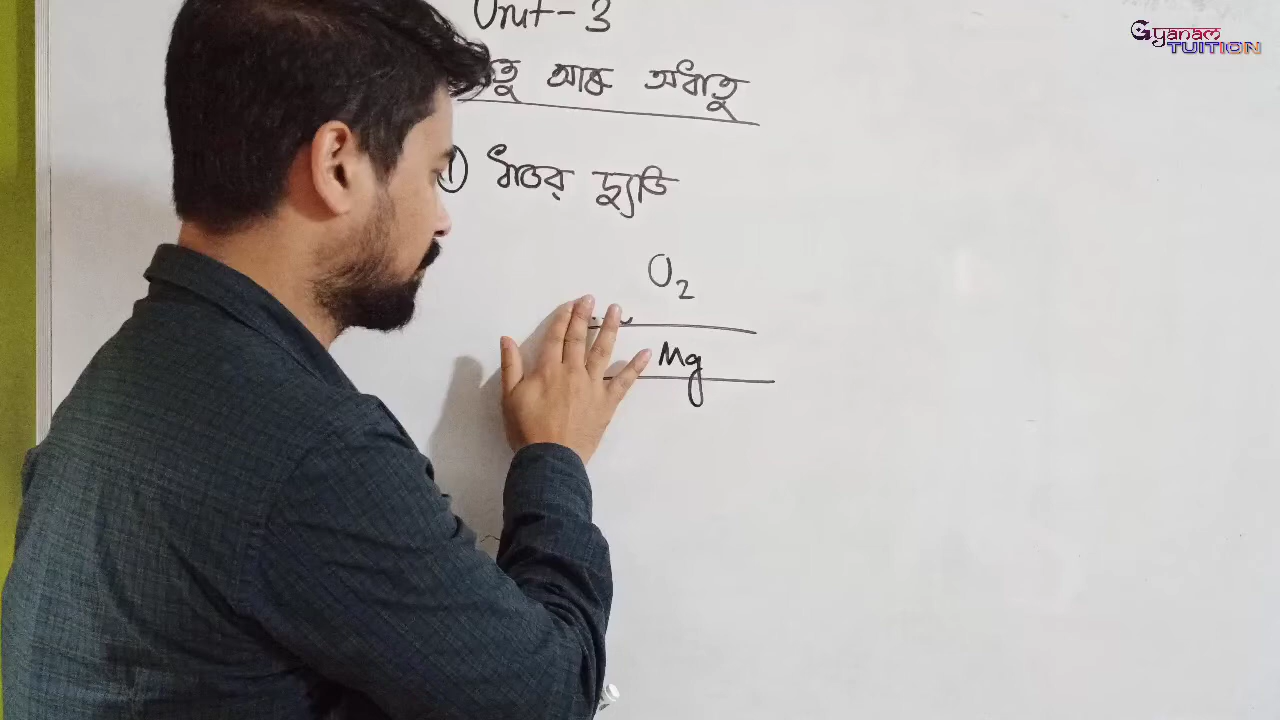 Gyanam
TUITION
Unit - 3
ধাতু আৰু অধাতু
① ধাতুৰ দ্যুতি
O₂
Mg